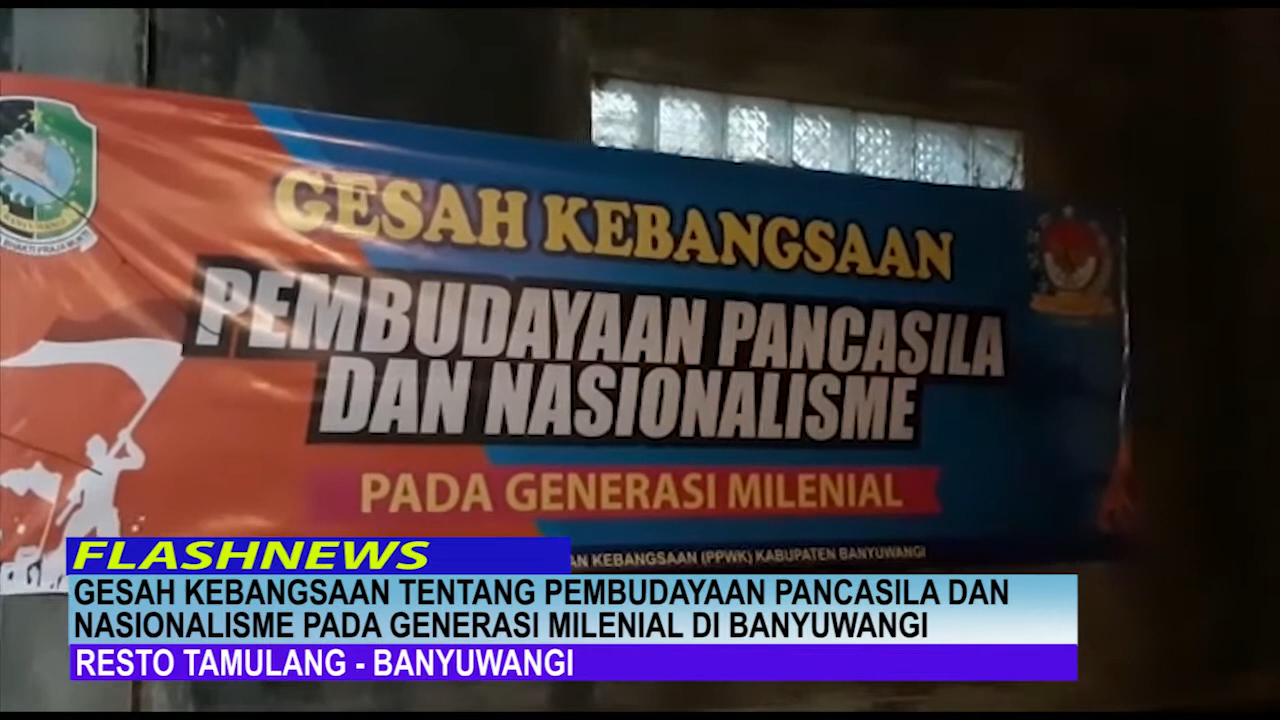 GESAH KEBANGSAAN
PEMBUDAYAAN PANCASILA
DAN NASIONALISME
PADA GENERASI MILENIAL
KEBANGSAAN (PPWK) KABUPATEN BANYUWANGI
FLASHNEWS
GESAH KEBANGSAAN TENTANG PEMBUDAYAAN PANCASILA DAN
NASIONALISME PADA GENERASI MILENIAL DI BANYUWANGI
RESTO TAMULANG - BANYUWANGI